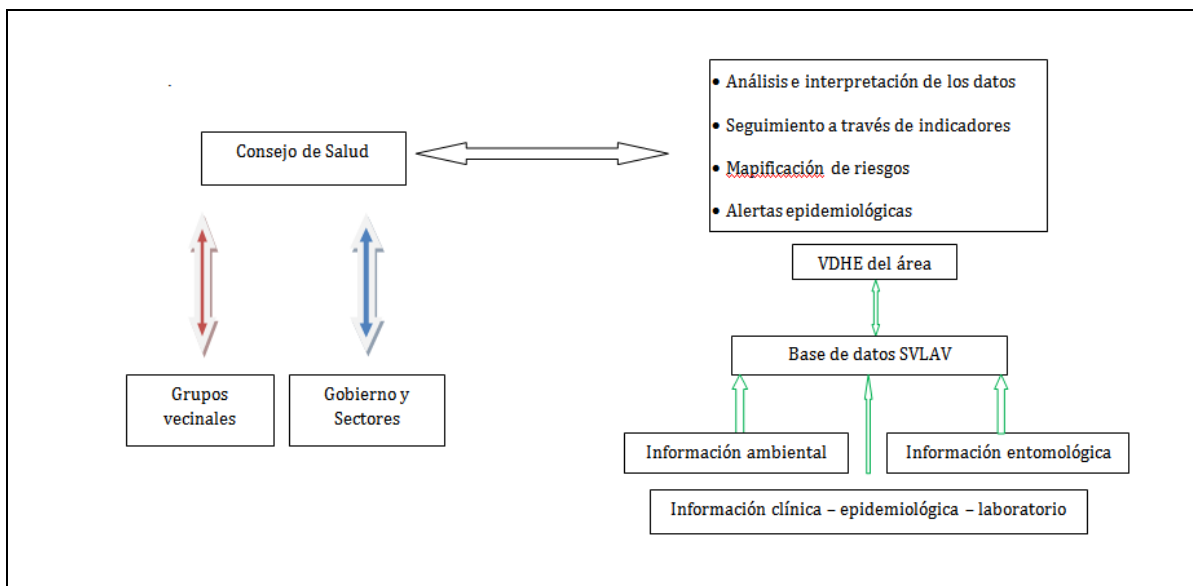 Consejo de Salud
Grupos
vecinales
Gobierno y
Sectores
• Análisis e interpretación de los datos
• Seguimiento a través de indicadores
• Mapificación de riesgos
• Alertas epidemiológicas
VDHE del área
Base de datos SVLAV
Información ambiental
Información entomológica
Información clínica – epidemiológica – laboratorio